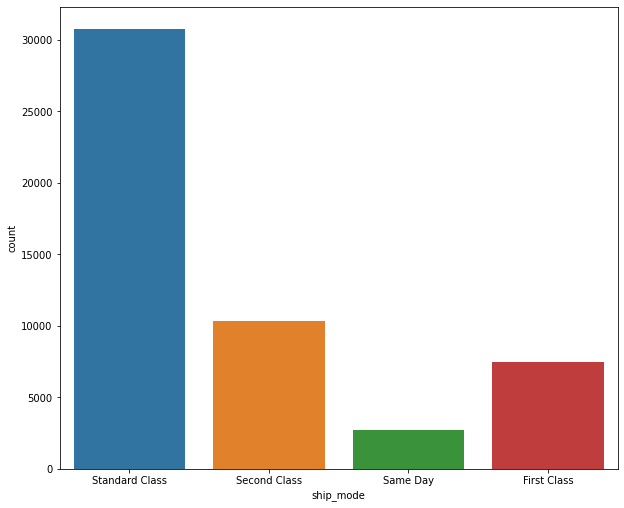 30000
25000
20000
15000
10000
5000
0
count
Standard Class
Second Class
Same Day
First Class
ship_mode